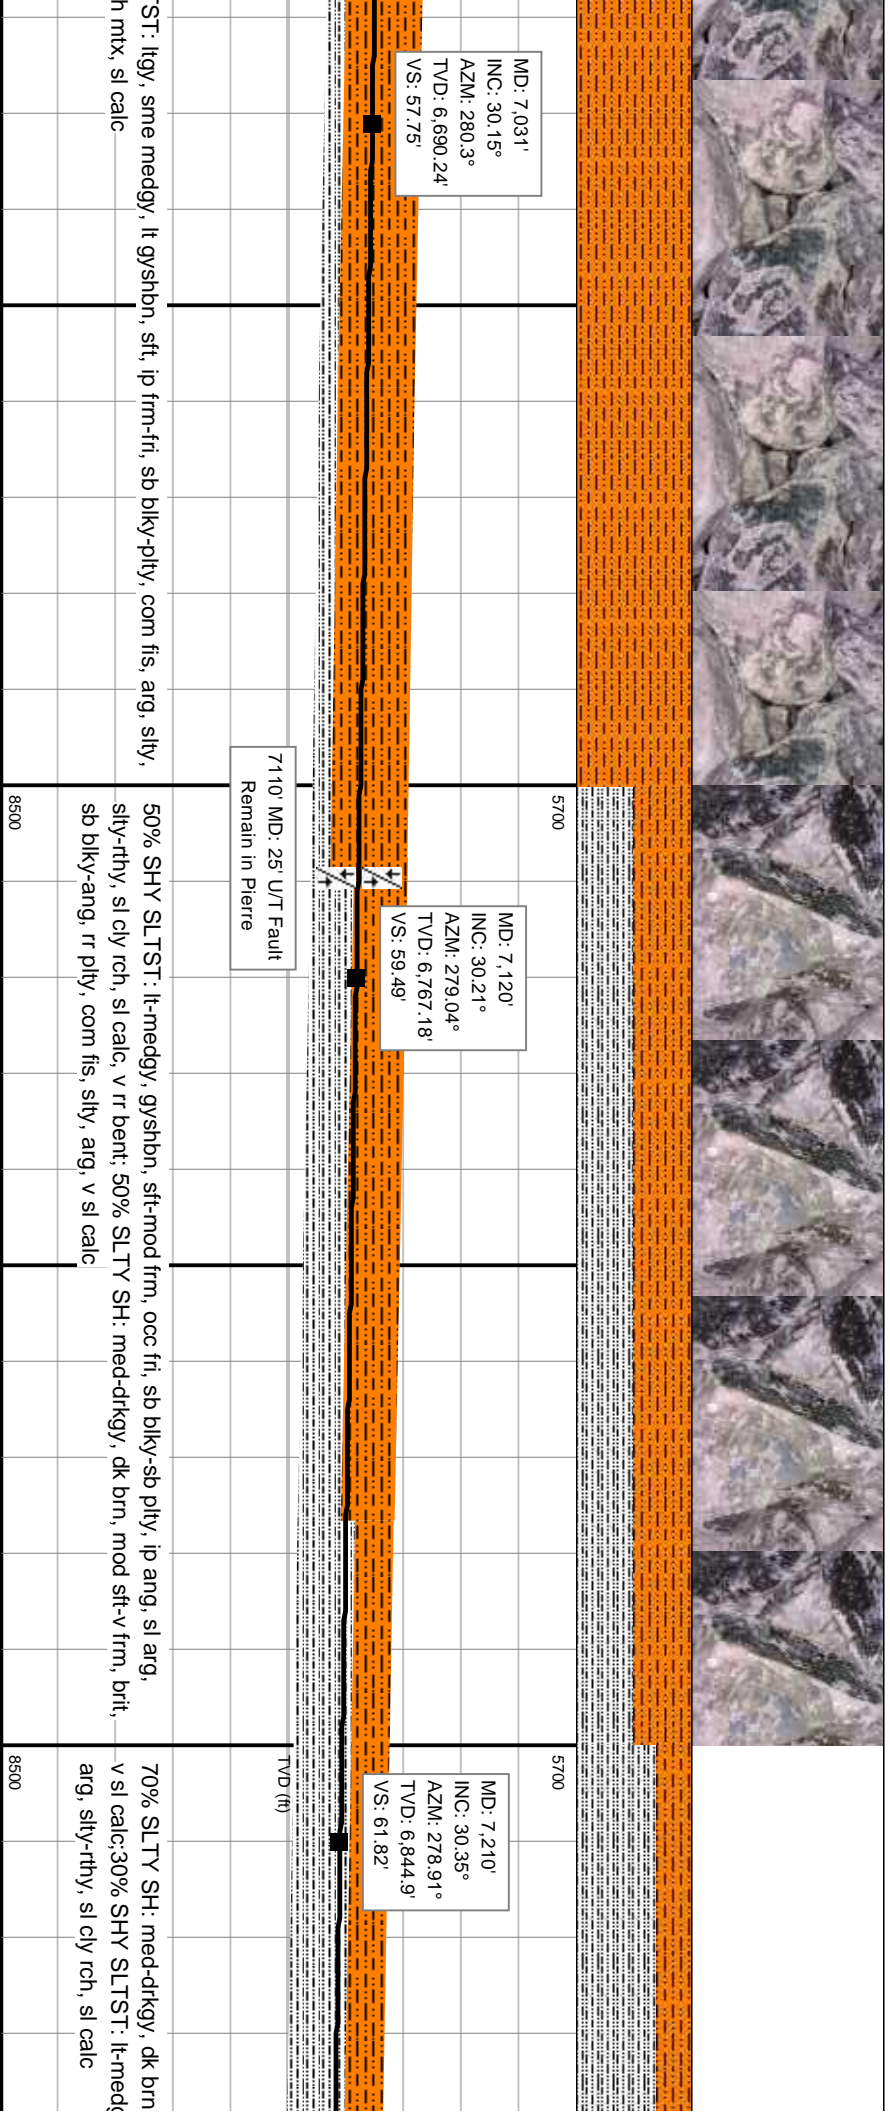 MD: 7,031'
INC: 30.15°
AZM: 280.3°
TVD: 6,690.24'
VS: 57.75'
TST: ltgy, sme medgy, lt gyshbn, sft, ip frm-fri, sb blky-plty, com fis, arg, slty,
h mtx, sl calc
5700
8500
7110' MD: 25' U/T Fault
Remain in Pierre
MD: 7,120'
INC: 30.21°
AZM: 279.04°
TVD: 6,767.18'
VS: 59.49'
50% SHY SLTST: lt-medgy, gyshbn, sft-mod frm, occ fri, sb blky-sb plty, ip ang, sl arg,
slty-rthy, sl cly rch, sl calc, v rr bent; 50% SLTY SH: med-drkgy, dk brn, mod sft-v frm, brit,
sb blky-ang, rr plty, com fis, slty, arg, v sl calc
5700
TVD (ft)
8500
MD: 7,210'
INC: 30.35°
AZM: 278.91°
TVD: 6,844.9'
VS: 61.82'
70% SLTY SH: med-drkgy, dk brn
v sl calc;30% SHY SLTST: lt-medg
arg, slty-rthy, sl cly rch, sl calc